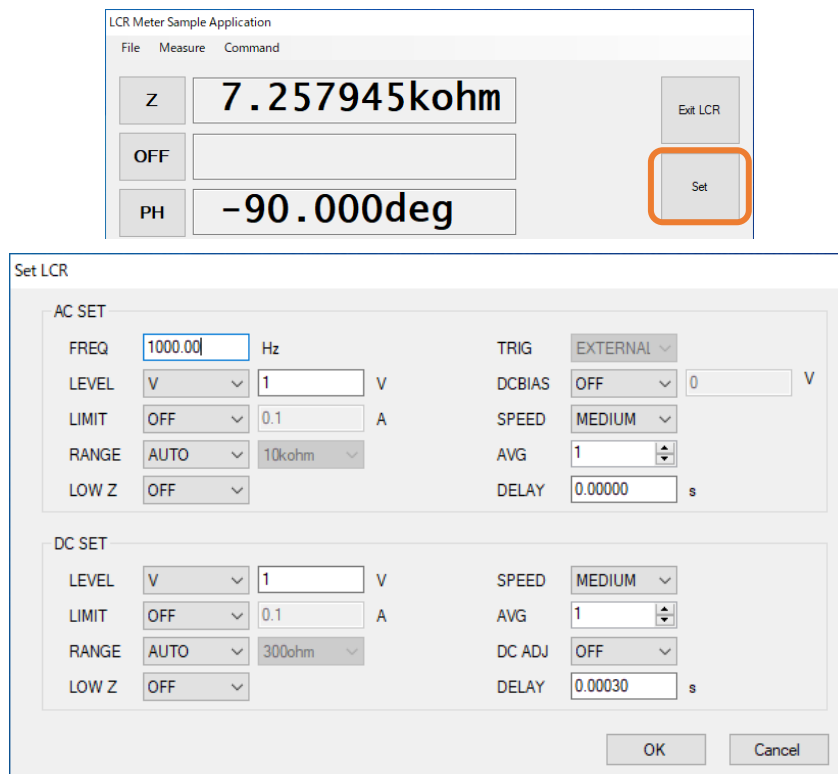 LCR Meter Sample Application
File Measure Command
Z 7.257945kohm Exit LCR
OFF
Set
PH -90.000deg
Set LCR
AC SET
FREQ 1000.00 Hz TRIG EXTERNAL
LEVEL V 1 V DCBIAS OFF 0 V
LIMIT OFF 0.1 A SPEED MEDIUM
RANGE AUTO 10kohm AVG 1
LOW Z OFF DELAY 0.00000 s
DC SET
LEVEL V 1 V SPEED MEDIUM
LIMIT OFF 0.1 A AVG 1
RANGE AUTO 300ohm DC ADJ OFF
LOW Z OFF DELAY 0.00030 s
OK Cancel